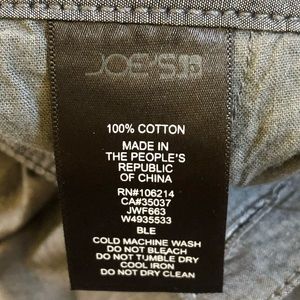 JOE'S
100% COTTON
MADE IN
THE PEOPLE'S
REPUBLIC
OF CHINA
RN#106214
CA#35037
JWF663
W4935533
BLE
COLD MACHINE WASH
DO NOT BLEACH
DO NOT TUMBLE DRY
COOL IRON
DO NOT DRY CLEAN